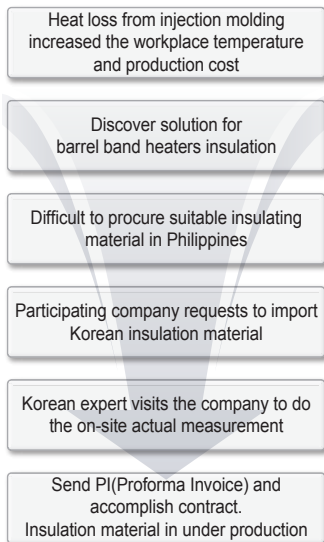 Heat loss from injection molding
increased the workplace temperature
and production cost
Discover solution for
barrel band heaters insulation
Difficult to procure suitable insulating
material in Philippines
Participating company requests to import
Korean insulation material
Korean expert visits the company to do
the on-site actual measurement
Send PI(Proforma Invoice) and
accomplish contract.
Insulation material in under production